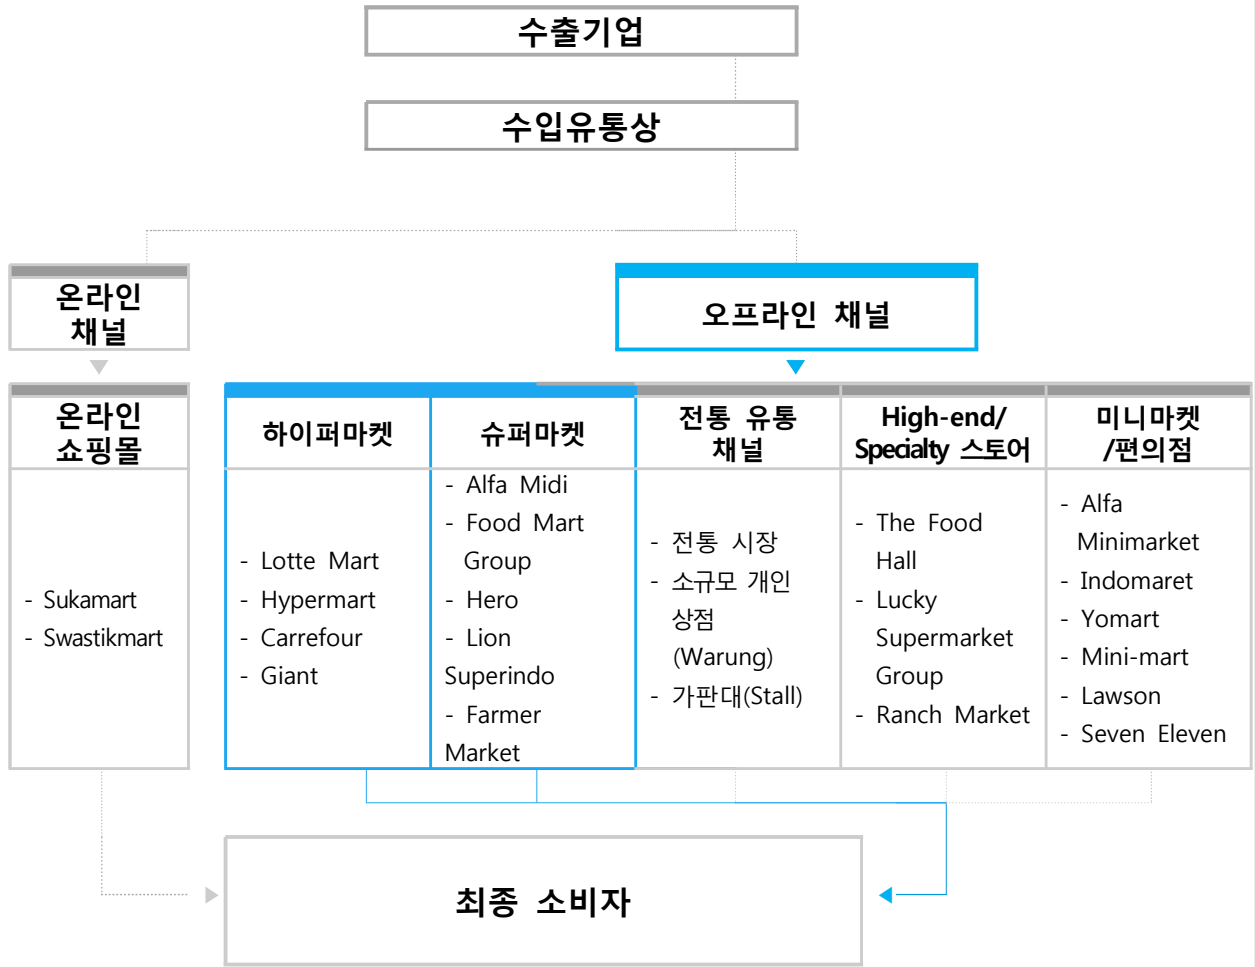 수출기업
수입유통상
온라인
채널
오프라인 채널
온라인
쇼핑몰
- Sukamart
- Swastikmart
하이퍼마켓
- Lotte Mart
- Hypermart
- Carrefour
- Giant
슈퍼마켓
- Alfa Midi
- Food Mart
Group
- Hero
- Lion
Superindo
- Farmer
Market
전통 유통
채널
- 전통 시장
- 소규모 개인
상점
(Warung)
- 가판대(Stall)
High-end/
Specialty 스토어
- The Food
Hall
- Lucky
Supermarket
Group
- Ranch Market
미니마켓
/편의점
- Alfa
Minimarket
- Indomaret
- Yomart
- Mini-mart
- Lawson
- Seven Eleven
최종 소비자